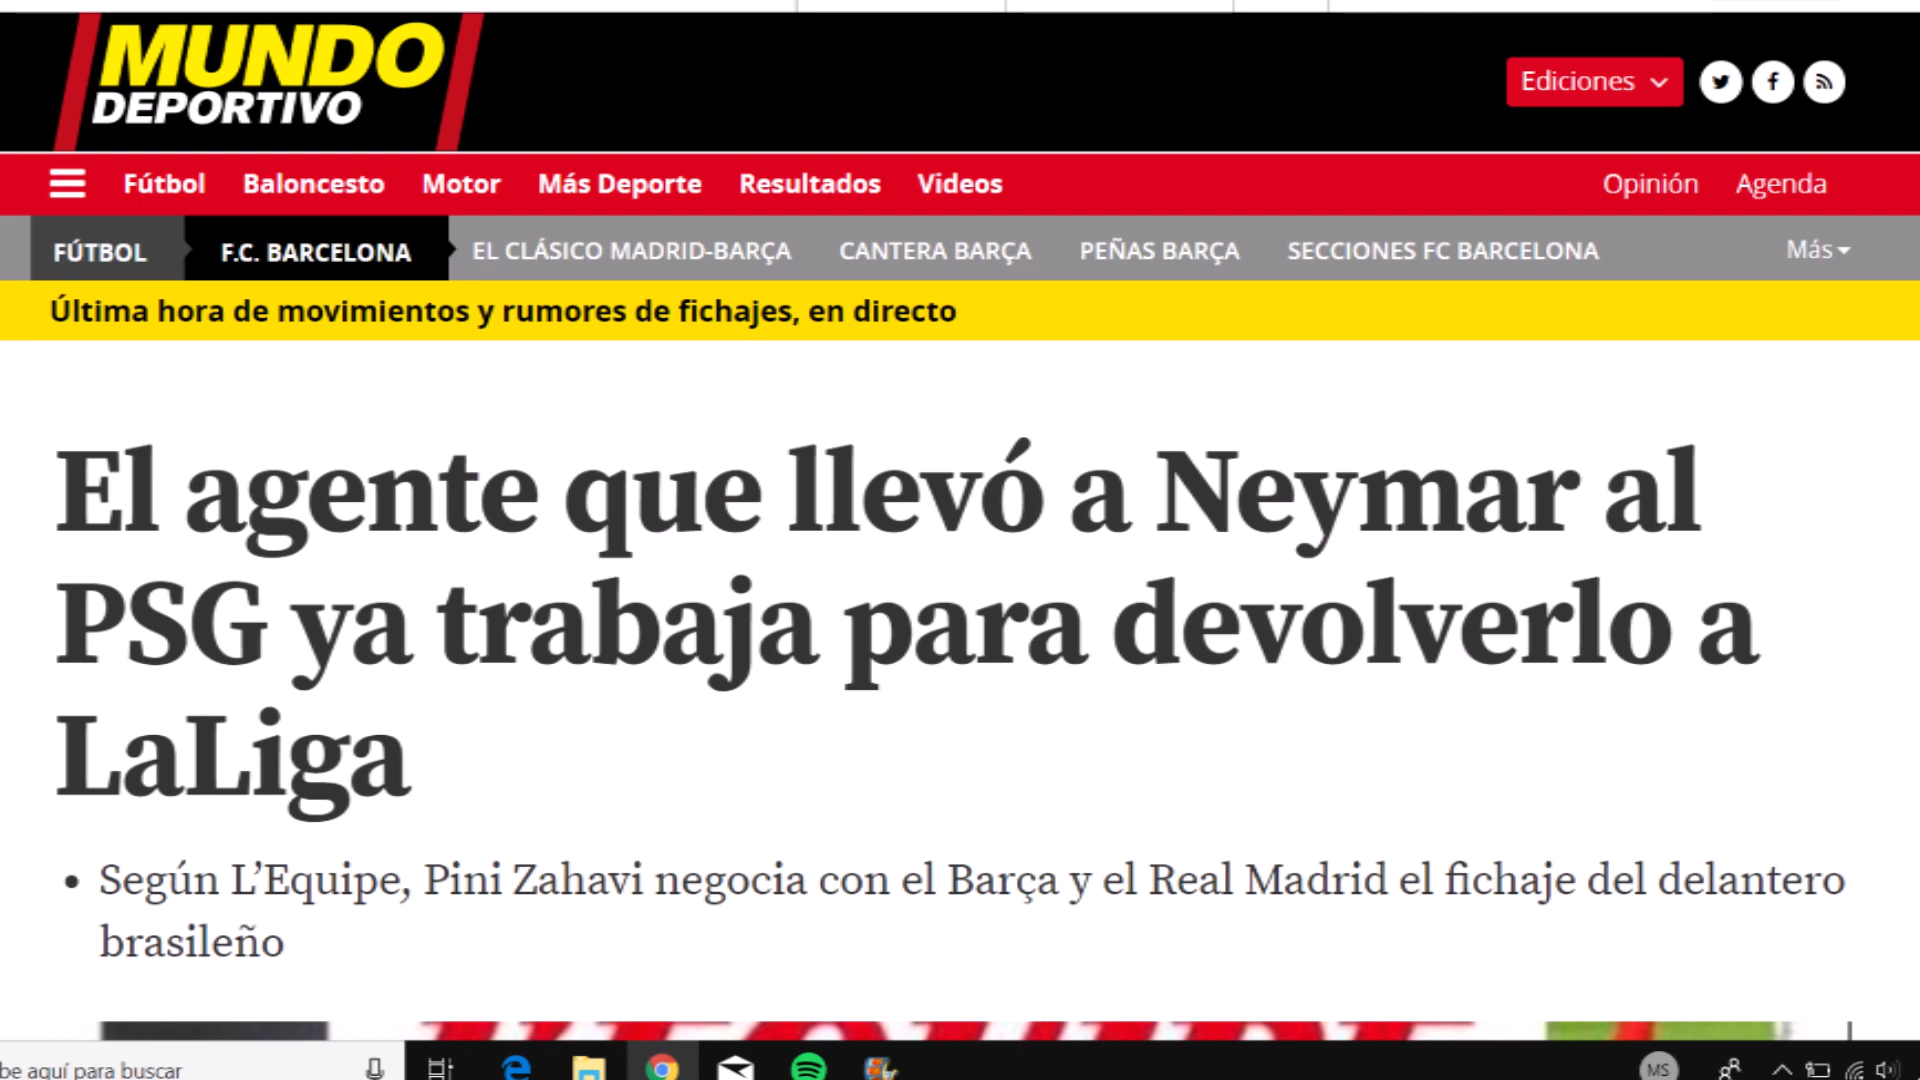 MUNDO
DEPORTIVO
Ediciones
Fútbol Baloncesto Motor Más Deporte Resultados Videos Opinión Agenda
FÚTBOL F.C. BARCELONA EL CLÁSICO MADRID-BARÇA CANTERA BARÇA PEÑAS BARÇA SECCIONES FC BARCELONA Más
Última hora de movimientos y rumores de fichajes, en directo
El agente que llevó a Neymar al
PSG ya trabaja para devolverlo a
LaLiga
• Según L’Equipe, Pini Zahavi negocia con el Barça y el Real Madrid el fichaje del delantero
brasileño
be aquí para buscar
MS